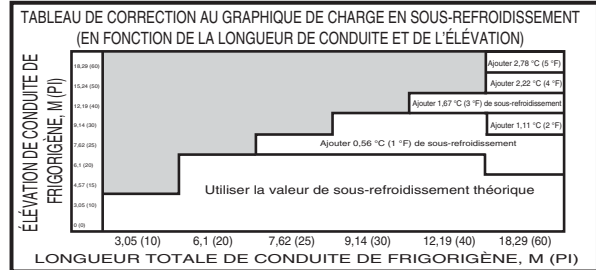 TABLEAU DE CORRECTION AU GRAPHIQUE DE CHARGE EN SOUS-REFROIDISSEMENT
(EN FONCTION DE LA LONGUEUR DE CONDUITE ET DE L'ÉLÉVATION)
ÉLÉVATION DE CONDUITE DE
FRIGORIGÈNE, M (PI)
18,29 (60)
15,24 (50)
12,19 (40)
9,14 (30)
7,62 (25)
6,1 (20)
4,57 (15)
3,05 (10)
0 (0)
Ajouter 2,78 °C (5 °F)
Ajouter 2,22 °C (4 °F)
Ajouter 1,67 °C (3 °F) de sous-refroidissement
Ajouter 1,11 °C (2 °F)
Ajouter 0,56 °C (1 °F) de sous-refroidissement
Utiliser la valeur de sous-refroidissement théorique
3,05 (10) 6,1 (20) 7,62 (25) 9,14 (30) 12,19 (40) 18,29 (60)
LONGUEUR TOTALE DE CONDUITE DE FRIGORIGÈNE, M (PI)